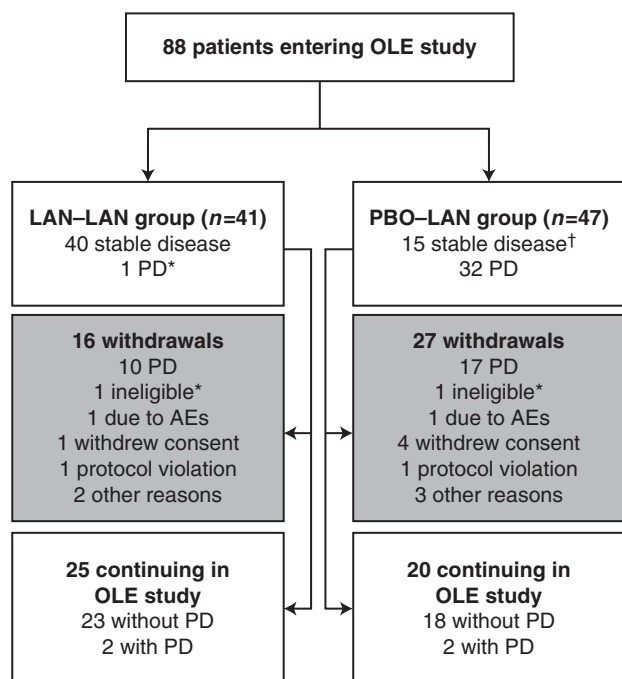 88 patients entering OLE study
LAN–LAN group (n=41)
40 stable disease
1 PD*
PBO–LAN group (n=47)
15 stable disease†
32 PD
16 withdrawals
10 PD
1 ineligible*
1 due to AEs
1 withdrew consent
1 protocol violation
2 other reasons
27 withdrawals
17 PD
1 ineligible*
1 due to AEs
4 withdrew consent
1 protocol violation
3 other reasons
25 continuing in
OLE study
23 without PD
2 with PD
20 continuing in
OLE study
18 without PD
2 with PD